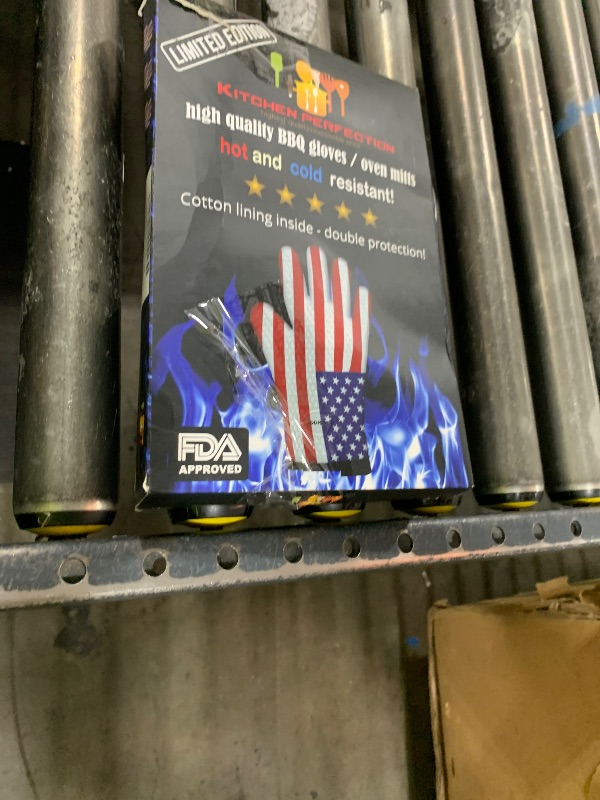 LIMITED EDITION
KITCHEN PERFECTION
high quality BBQ gloves / oven mitts
hot and cold resistant!
Cotton lining inside - double protection!
FDA
APPROVED